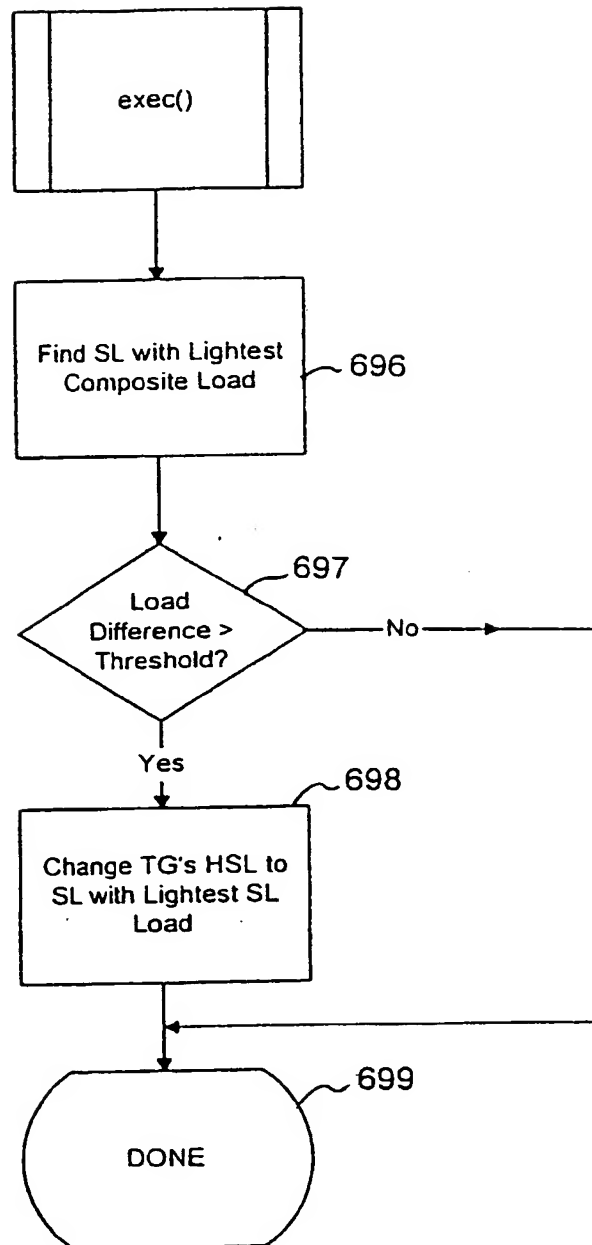 exec()
Find SL with Lightest
Composite Load
696
697
Load
Difference >
Threshold?
No
Yes
698
Change TG's HSL to
SL with Lightest SL
Load
699
DONE